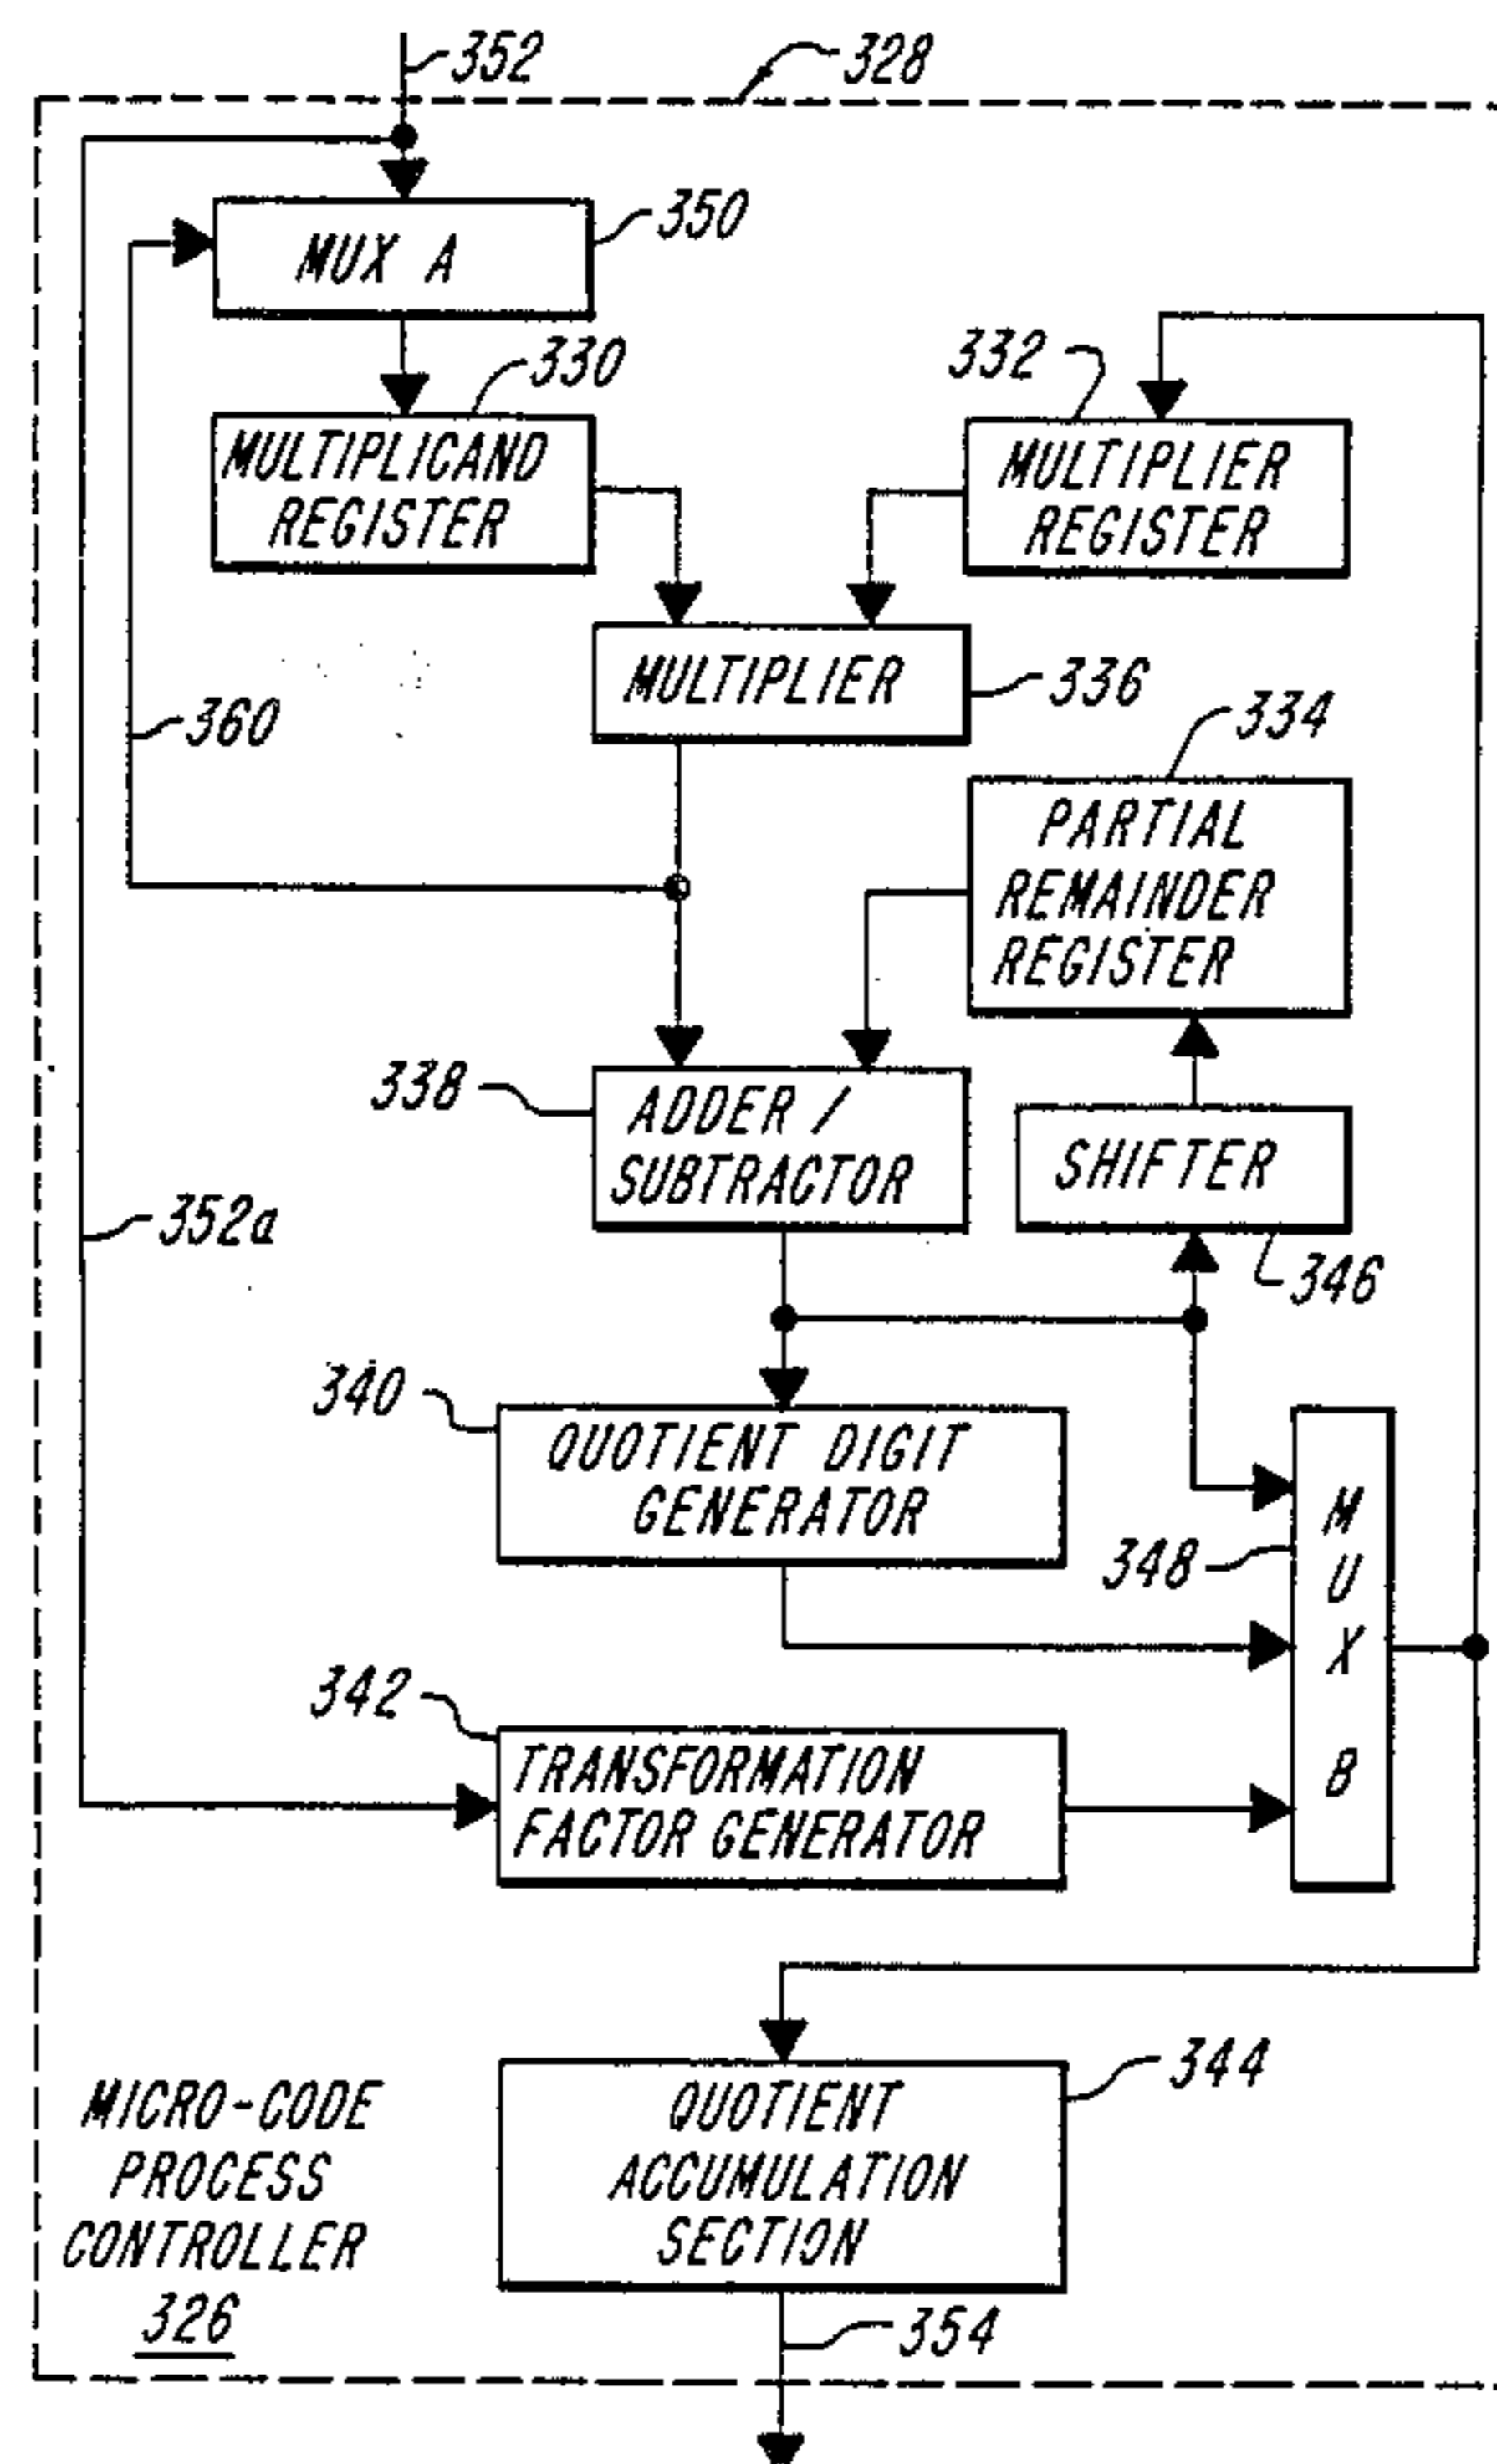 352
328
MUX A
350
330
332
MULTIPLICAND
REGISTER
MULTIPLIER
REGISTER
MULTIPLIER
336
360
334
PARTIAL
REMAINDER
REGISTER
338
ADDER /
SUBTRACTOR
SHIFTER
352a
346
340
QUOTIENT DIGIT
GENERATOR
348
M
U
X
B
342
TRANSFORMATION
FACTOR GENERATOR
344
QUOTIENT
ACCUMULATION
SECTION
MICRO-CODE
PROCESS
CONTROLLER
326
354